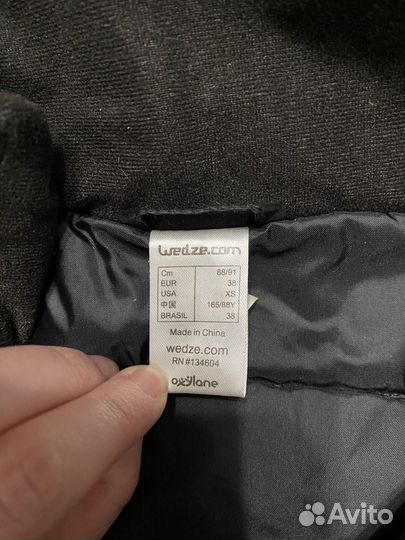 Wedze.com
Cm 88/91
EUR 38
USA XS
中国 165/88Y
BRASIL 38
Made in China
wedze.com
RN #134604
oxylane
Avito